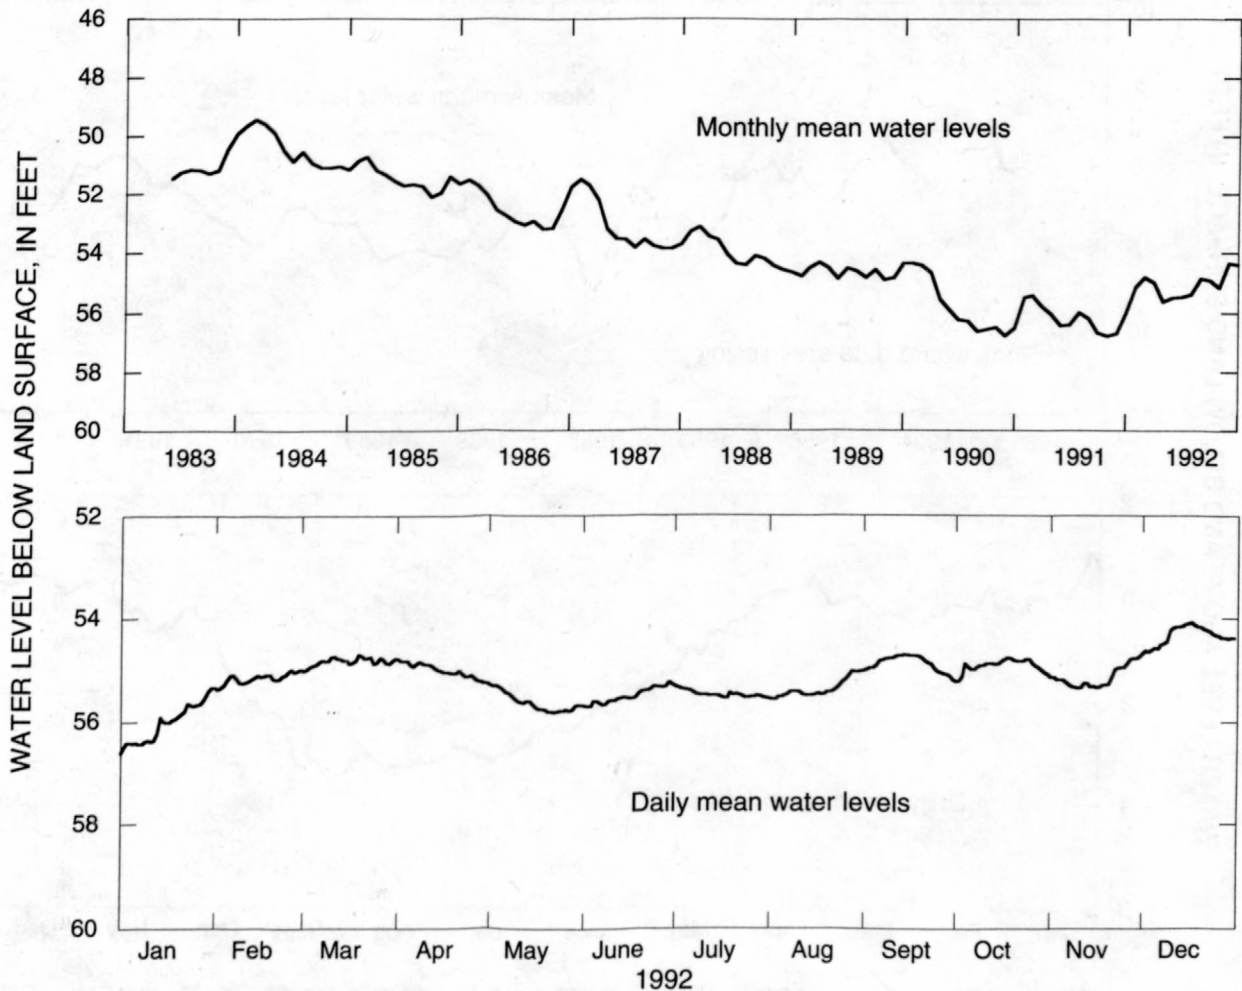 WATER LEVEL BELOW LAND SURFACE, IN FEET
46
48
50
52
54
56
58
60
Monthly mean water levels
1983 1984 1985 1986 1987 1988 1989 1990 1991 1992
52
54
56
58
60
Daily mean water levels
Jan Feb Mar Apr May June July Aug Sept Oct Nov Dec
1992